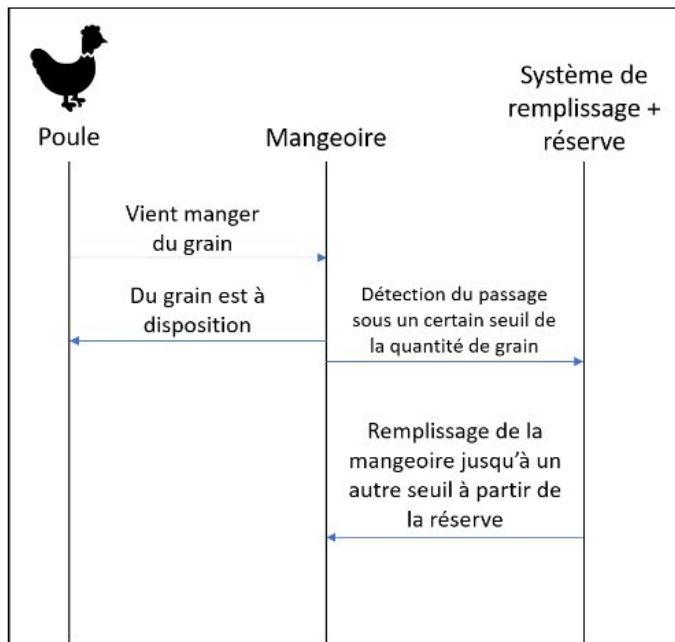 Poule
Mangeoire
Système de
remplissage +
réserve
Vient manger
du grain
Du grain est à
disposition
Détection du passage
sous un certain seuil de
la quantité de grain
Remplissage de la
mangeoire jusqu'à un
autre seuil à partir de
la réserve